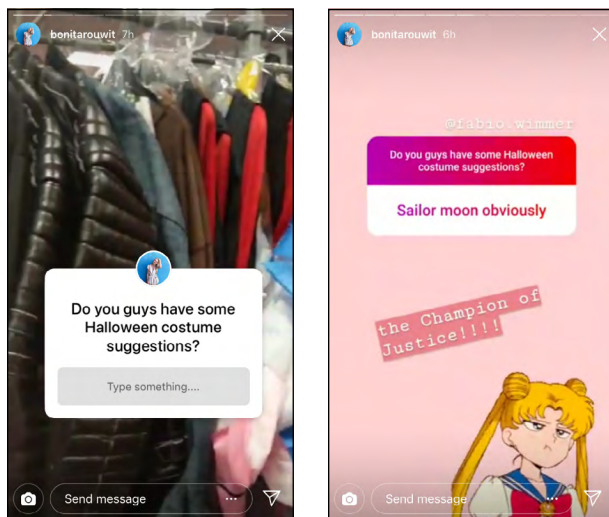 bonitarouwit 7h
Do you guys have some
Halloween costume
suggestions?
Type something....
Send message
bonitarouwit 6h
@fabio.wimmer
Do you guys have some Halloween
costume suggestions?
Sailor moon obviously
the Champion of
Justice!!!!
Send message